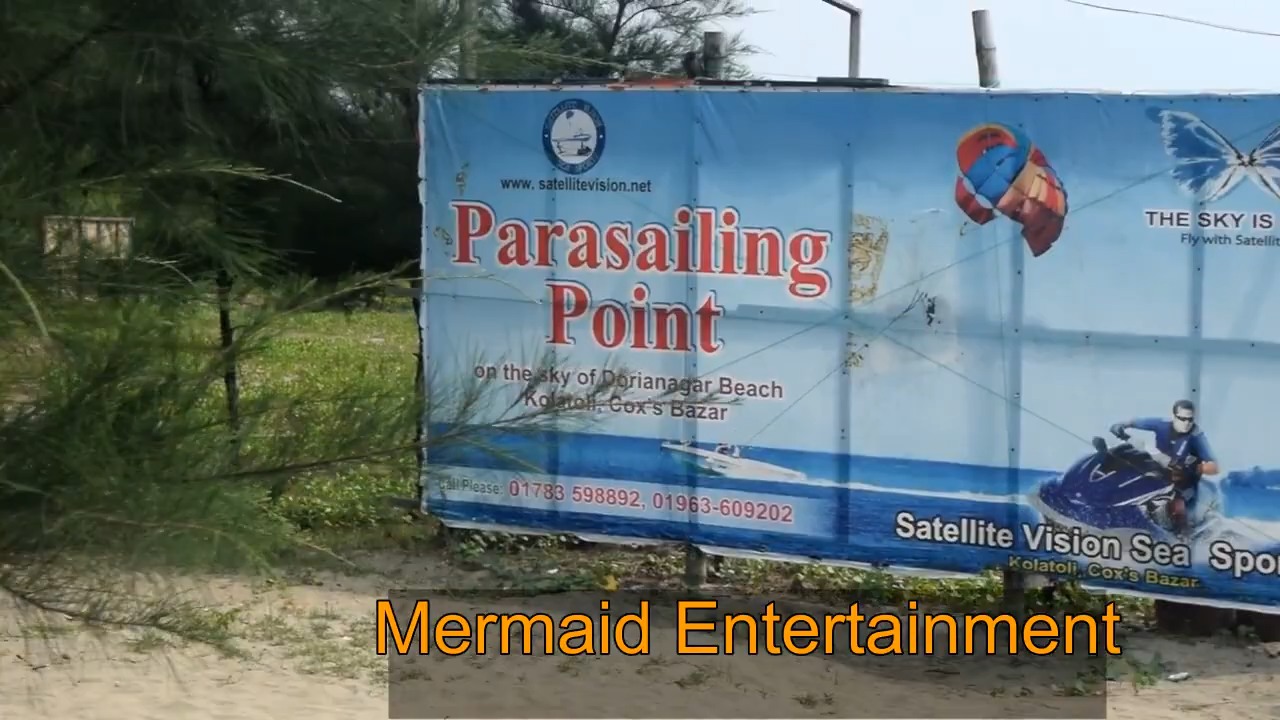 www. satellitevision.net
Parasailing
Point
on the sky of Dorianagar Beach
Kolatoli, Cox's Bazar
Call Please: 01783 598892, 01963-609202
THE SKY IS
Fly with Satellit
Satellite Vision Sea Spor
Kolatoli, Cox's Bazar
Mermaid Entertainment